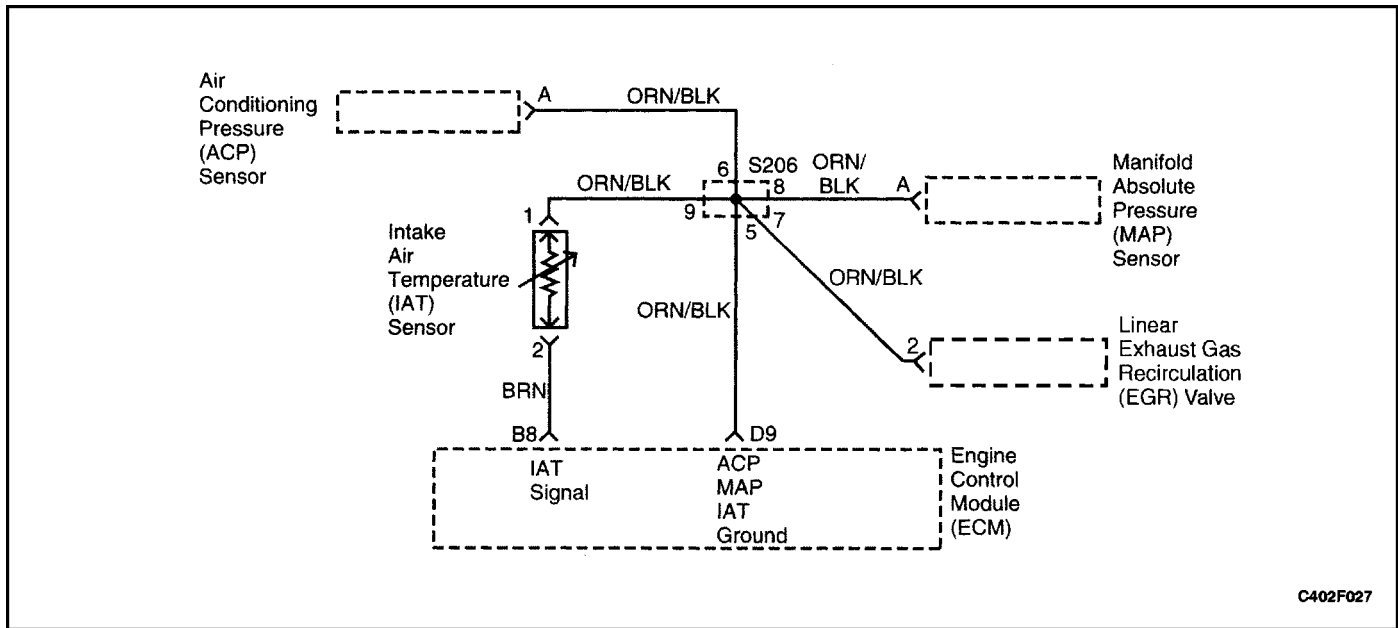 Air
Conditioning
Pressure
(ACP)
Sensor
A
ORN/BLK
6
S206
ORN/
BLK
8
A
Manifold
Absolute
Pressure
(MAP)
Sensor
ORN/BLK
9
7
5
1
Intake
Air
Temperature
(IAT)
Sensor
2
ORN/BLK
ORN/BLK
2
Linear
Exhaust Gas
Recirculation
(EGR) Valve
BRN
B8
D9
IAT
Signal
ACP
MAP
IAT
Ground
Engine
Control
Module
(ECM)
C402F027